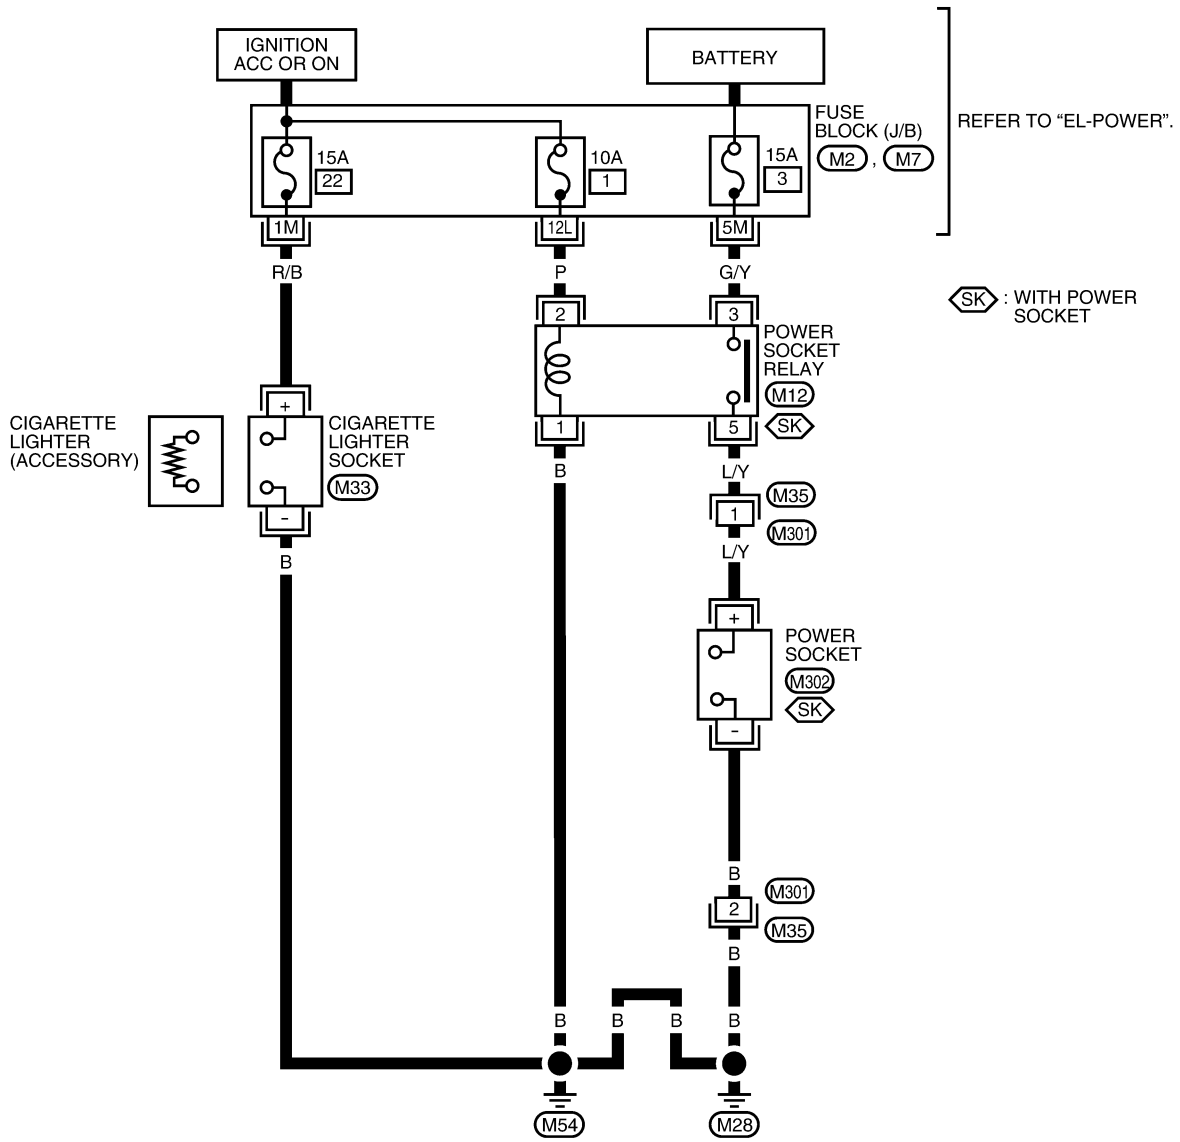 IGNITION
ACC OR ON
BATTERY
FUSE
BLOCK (J/B)
M2 , M7
REFER TO “EL-POWER”.
15A
22
10A
1
15A
3
1M
12L
5M
R/B
P
G/Y
SK : WITH POWER
SOCKET
2
3
POWER
SOCKET
RELAY
M12
SK
1
5
CIGARETTE
LIGHTER
(ACCESSORY)
+
CIGARETTE
LIGHTER
SOCKET
M33
-
B
B
L/Y
M35
1
M301
L/Y
+
POWER
SOCKET
M302
SK
-
B
M301
2
M35
B
B
B
B
B
M54
M28